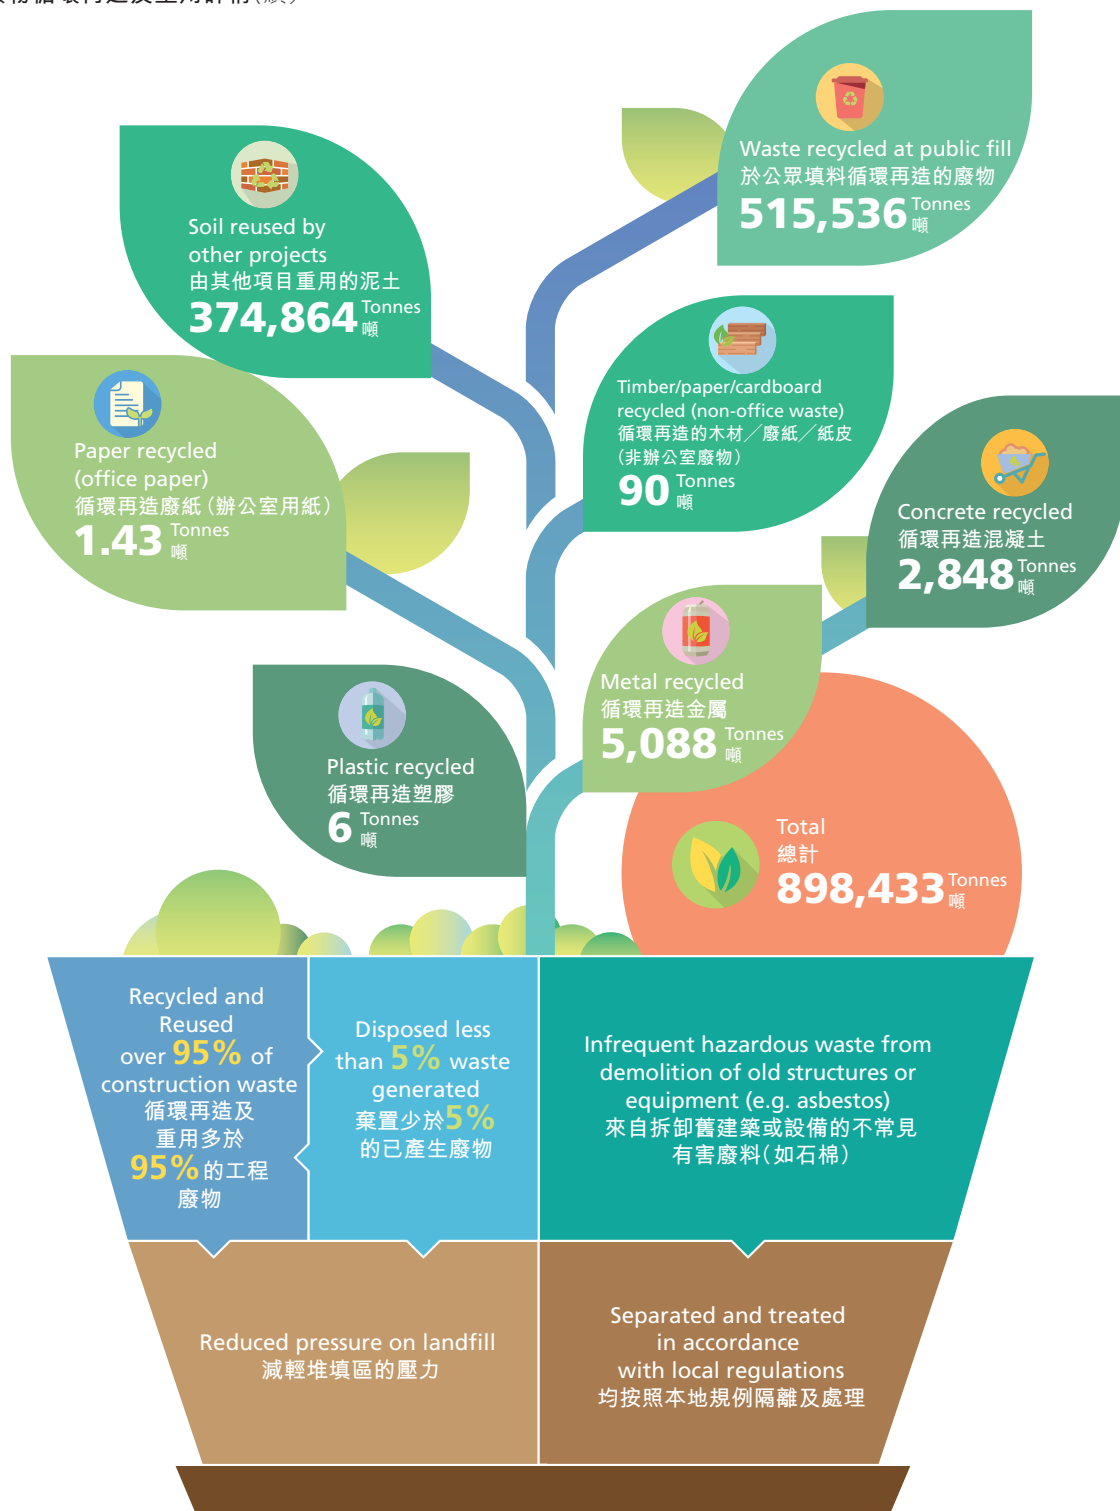 Waste recycled at public fill
於公眾填料循環再造的廢物
515,536 Tonnes
噸
Soil reused by
other projects
由其他項目重用的泥土
374,864 Tonnes
噸
Timber/paper/cardboard
recycled (non-office waste)
循環再造的木材╱廢紙╱紙皮
(非辦公室廢物)
90 Tonnes
噸
Paper recycled
(office paper)
循環再造廢紙(辦公室用紙)
1.43 Tonnes
噸
Concrete recycled
循環再造混凝土
2,848 Tonnes
噸
Metal recycled
循環再造金屬
5,088 Tonnes
噸
Plastic recycled
循環再造塑膠
6 Tonnes
噸
Total
總計
898,433 Tonnes
噸
Recycled and
Reused
over 95% of
construction waste
循環再造及
重用多於
95%的工程
廢物
Disposed less
than 5% waste
generated
棄置少於5%
的已產生廢物
Infrequent hazardous waste from
demolition of old structures or
equipment (e.g. asbestos)
來自拆卸舊建築或設備的不常見
有害廢料(如石棉)
Reduced pressure on landfill
減輕堆填區的壓力
Separated and treated
in accordance
with local regulations
均按照本地規例隔離及處理